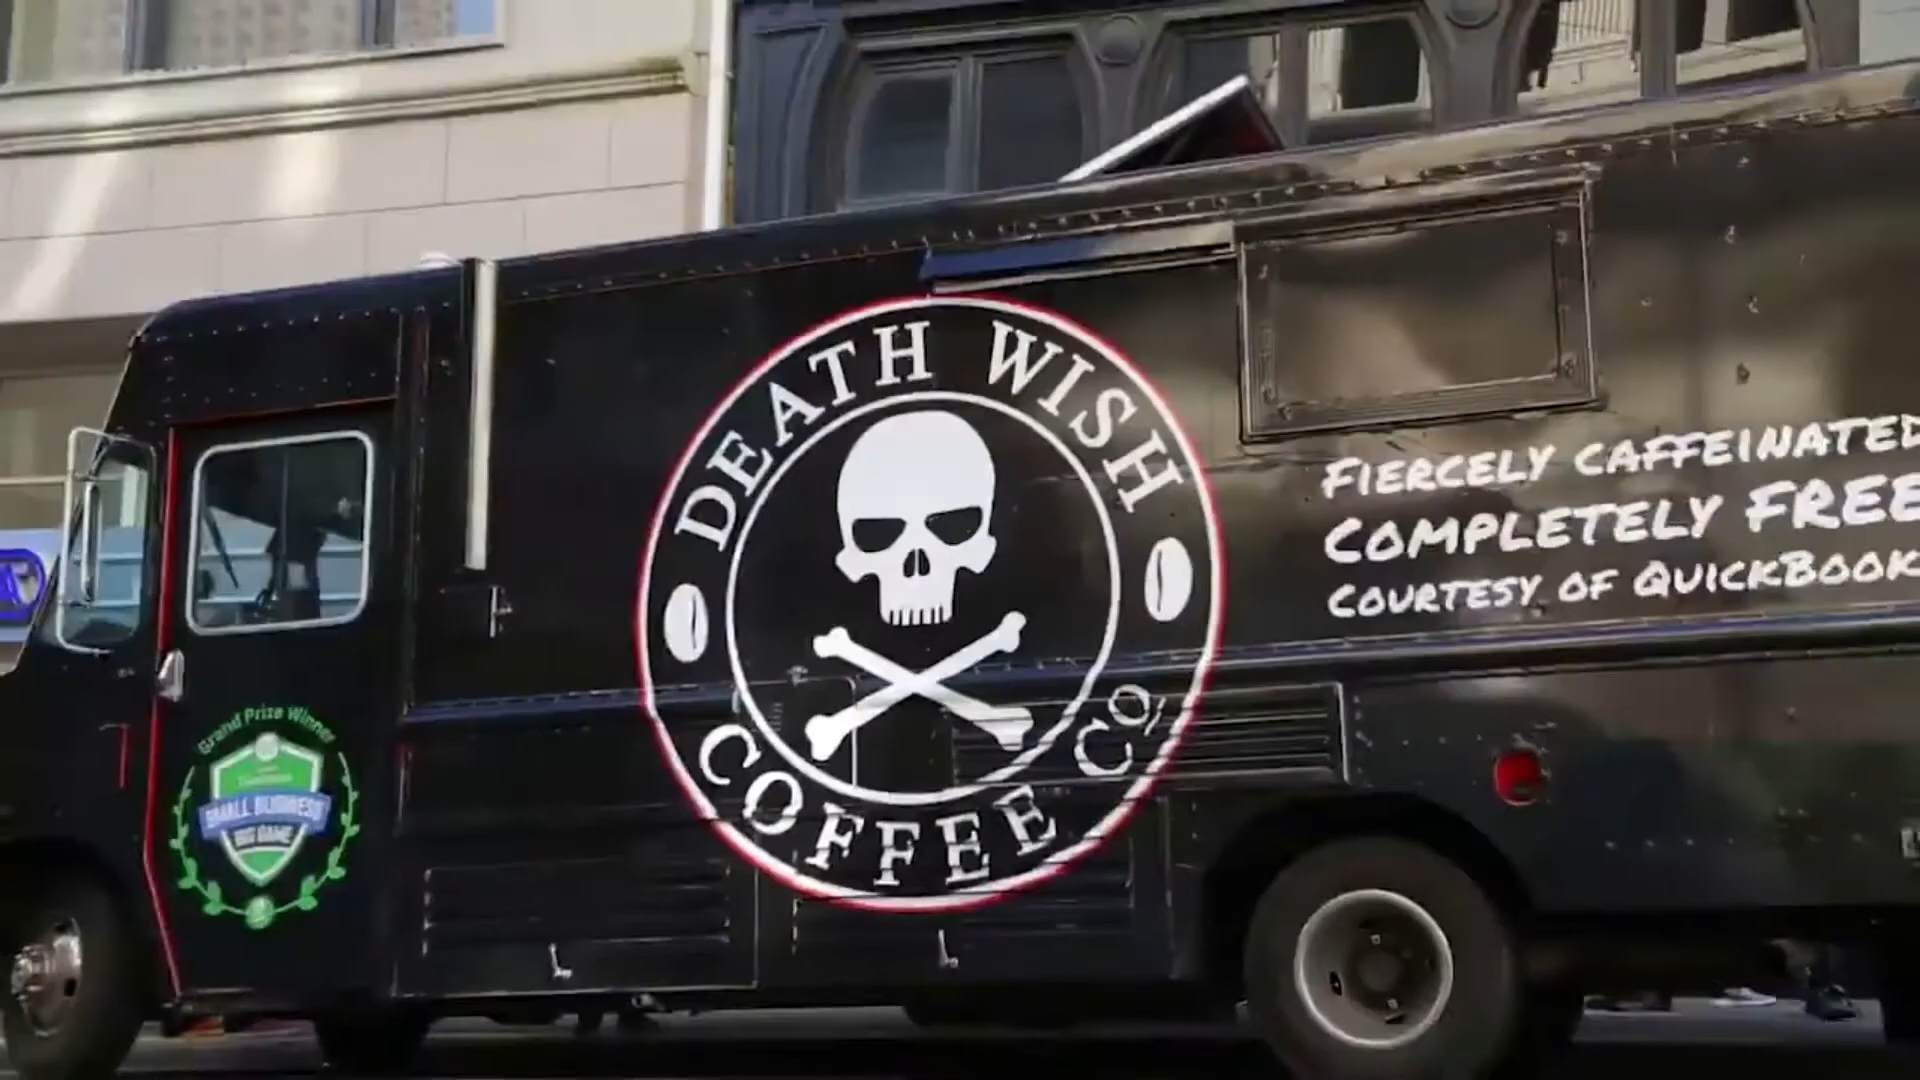 DEATH WISH
COFFEE CO.
FIERCELY CAFFEINATED
COMPLETELY FREE
COURTESY OF QUICKBOOK
Grand Prize Winner
SMALL BUSINESS
BIG GAME